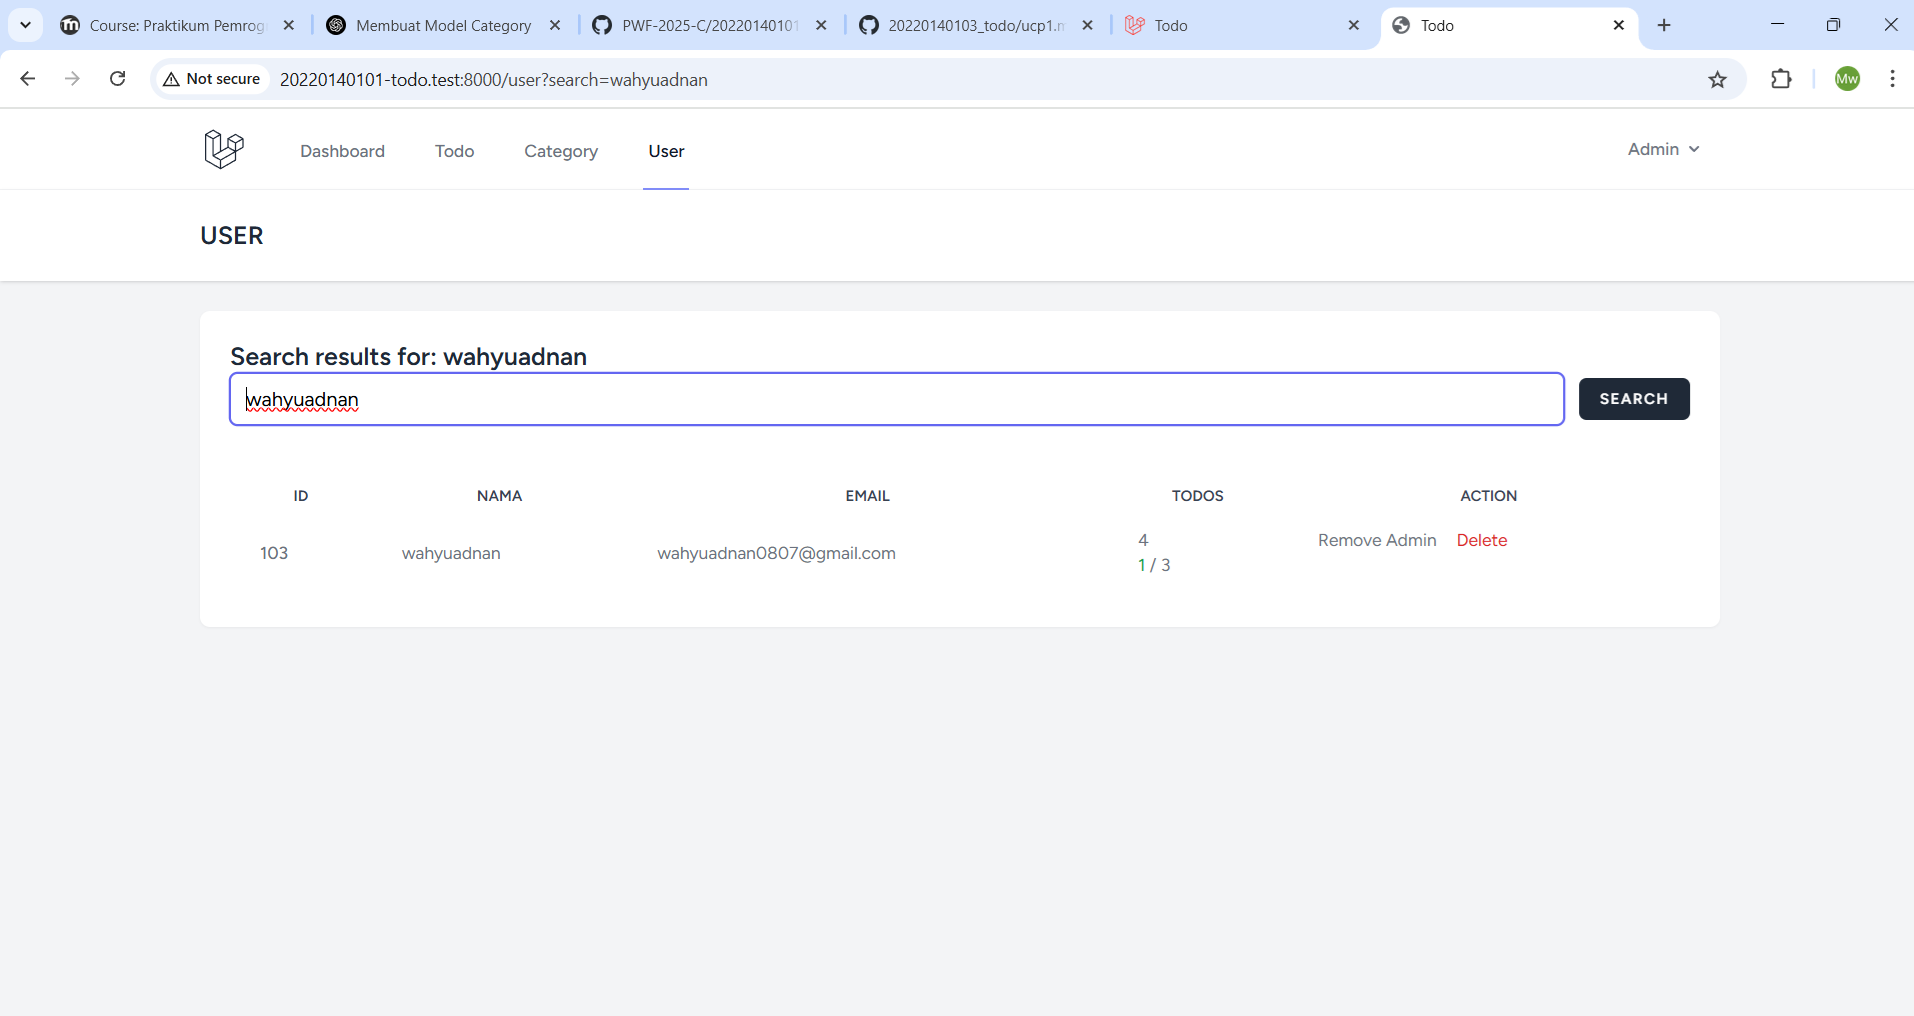 Course: Praktikum Pemrog
Membuat Model Category
PWF-2025-C/20220140101
20220140103_todo/ucp1.m
Todo
Todo
Not secure
20220140101-todo.test:8000/user?search=wahyuadnan
Mw
Dashboard
Todo
Category
User
Admin
USER
Search results for: wahyuadnan
wahyuadnan
SEARCH
ID NAMA EMAIL TODOS ACTION
103 wahyuadnan wahyuadnan0807@gmail.com 4 Remove Admin Delete
1 / 3